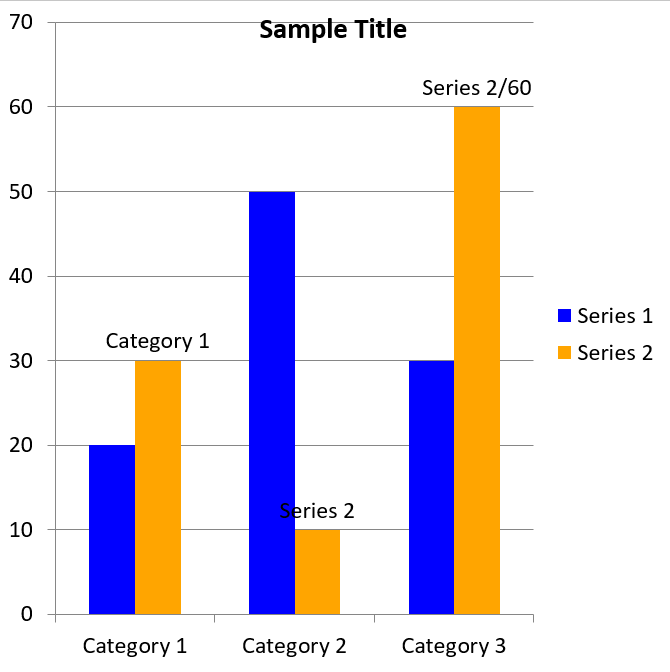 Sample Title
70
60
50
40
30
20
10
0
Series 2/60
Category 1
Series 2
Category 1
Category 2
Category 3
Series 1
Series 2